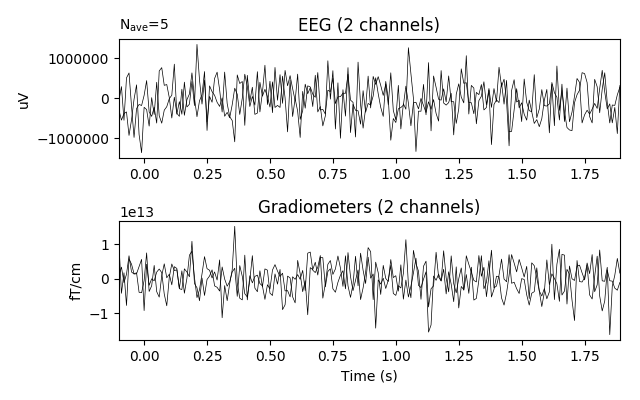 N_ave=5
EEG (2 channels)
uV
1000000
0
−1000000
0.00 0.25 0.50 0.75 1.00 1.25 1.50 1.75
1e13
Gradiometers (2 channels)
fT/cm
1
0
−1
0.00 0.25 0.50 0.75 1.00 1.25 1.50 1.75
Time (s)